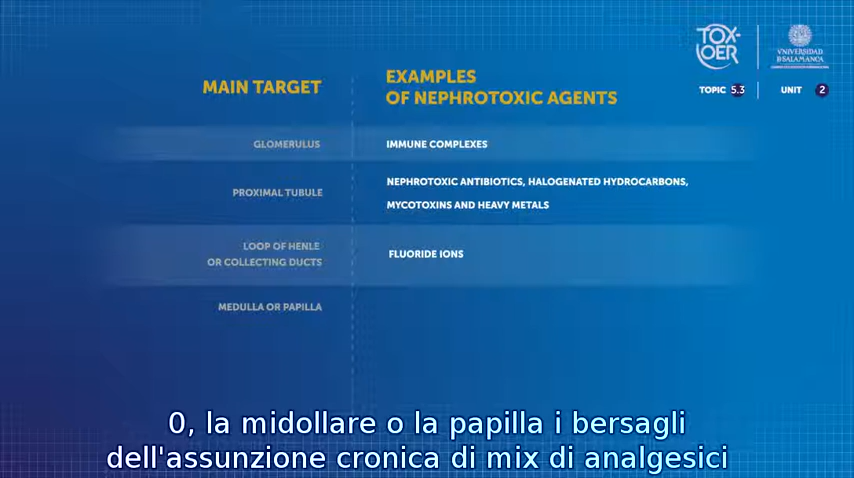 TOX-
OER
VNIVERSIDAD
D SALAMANCA
TOPIC 5.3 UNIT 2
MAIN TARGET
EXAMPLES
OF NEPHROTOXIC AGENTS
GLOMERULUS
IMMUNE COMPLEXES
PROXIMAL TUBULE
NEPHROTOXIC ANTIBIOTICS, HALOGENATED HYDROCARBONS,
MYCOTOXINS AND HEAVY METALS
LOOP OF HENLE
OR COLLECTING DUCTS
FLUORIDE IONS
MEDULLA OR PAPILLA
0, la midollare o la papilla i bersagli
dell'assunzione cronica di mix di analgesici